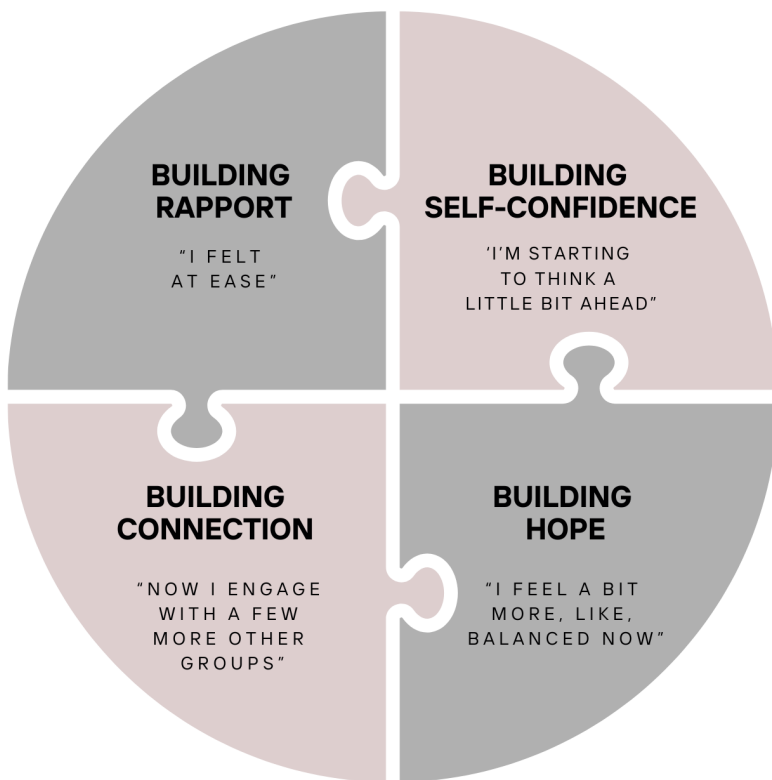 BUILDING
RAPPORT
“I FELT
AT EASE”
BUILDING
SELF-CONFIDENCE
‘I’M STARTING
TO THINK A
LITTLE BIT AHEAD”
BUILDING
CONNECTION
“NOW I ENGAGE
WITH A FEW
MORE OTHER
GROUPS”
BUILDING
HOPE
“I FEEL A BIT
MORE, LIKE,
BALANCED NOW”